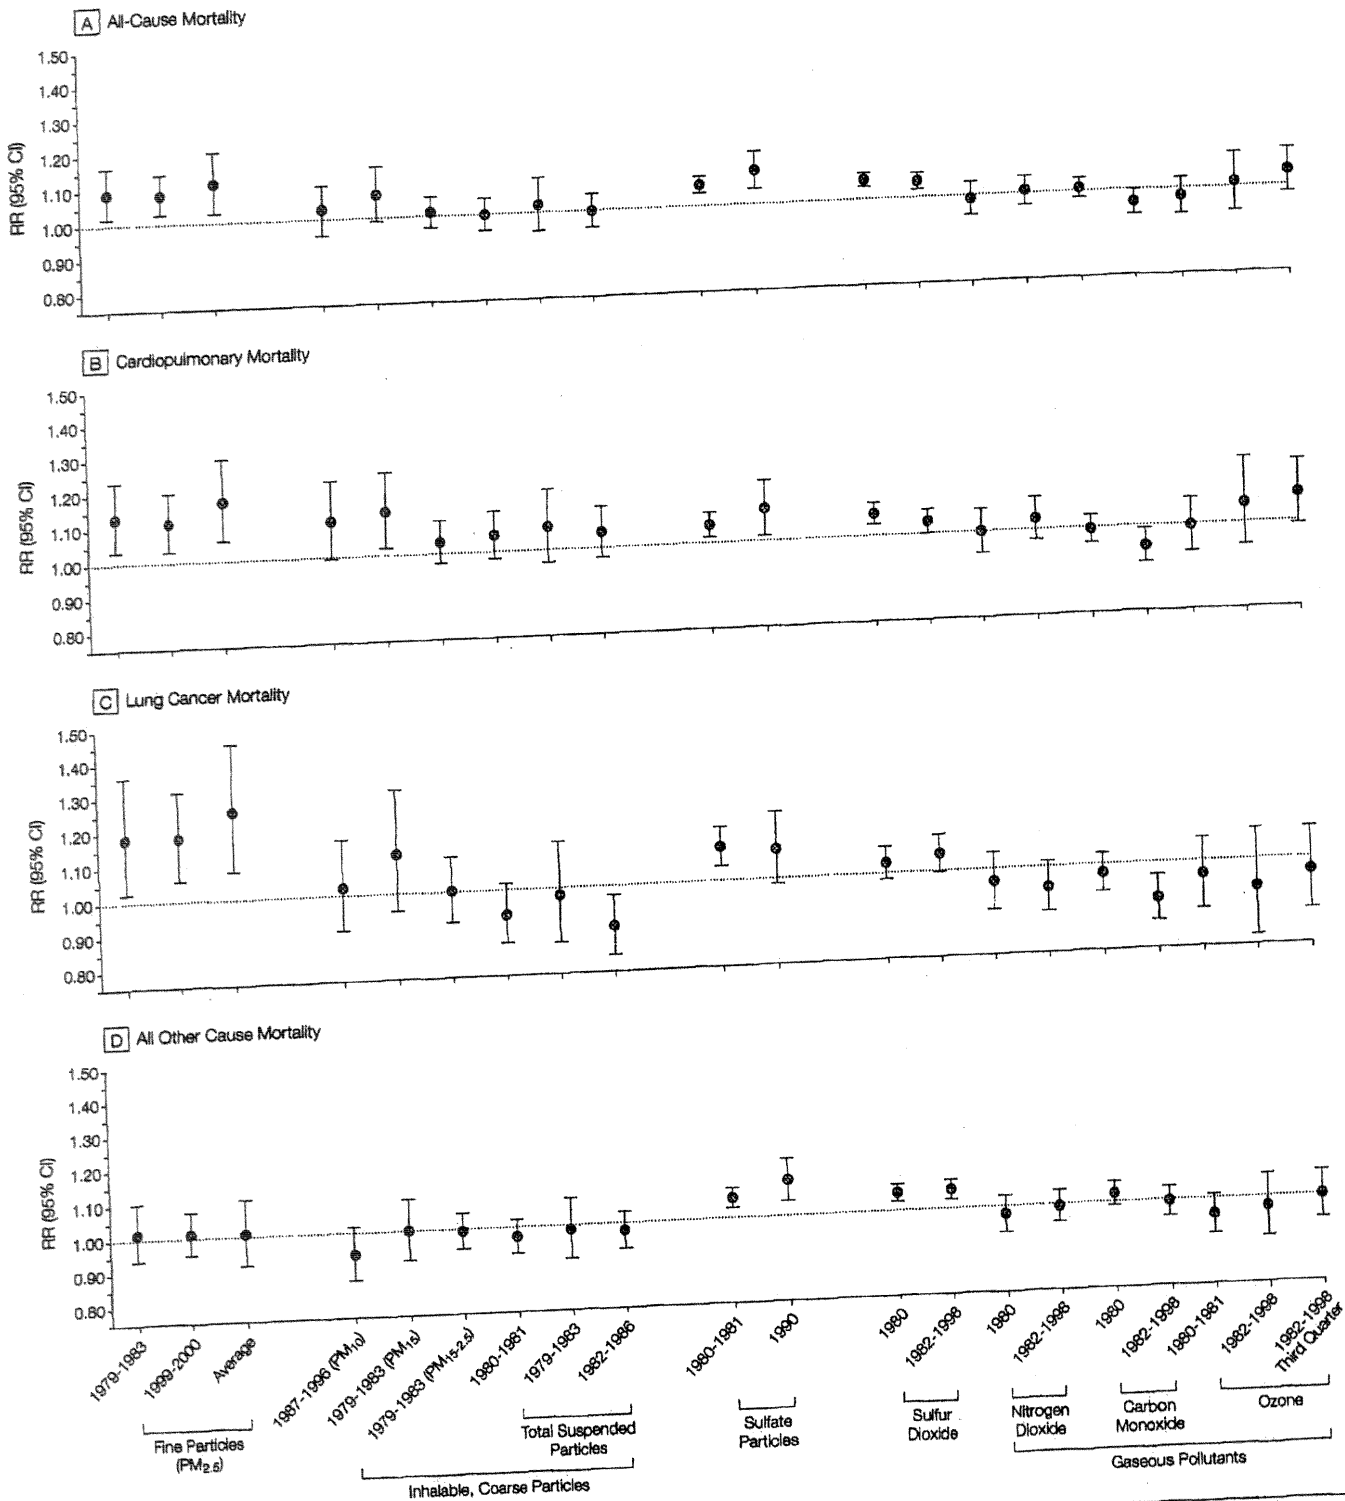 A All-Cause Mortality
1.50
1.40
1.30
1.20
1.10
1.00
0.90
0.80
RR (95% CI)
B Cardiopulmonary Mortality
1.50
1.40
1.30
1.20
1.10
1.00
0.90
0.80
RR (95% CI)
C Lung Cancer Mortality
1.50
1.40
1.30
1.20
1.10
1.00
0.90
0.80
RR (95% CI)
D All Other Cause Mortality
1.50
1.40
1.30
1.20
1.10
1.00
0.90
0.80
RR (95% CI)
1979-1983
1999-2000
Average
1987-1996 (PM10)
1979-1983 (PM15)
1979-1983 (PM15-2.5)
1980-1981
1979-1983
1982-1986
1980-1981
1990
1980
1982-1998
1980
1982-1998
1980
1982-1998
1980-1981
1982-1998
1982-1998
Third Quarter
Fine Particles
(PM2.5)
Total Suspended
Particles
Inhalable, Coarse Particles
Sulfate
Particles
Sulfur
Dioxide
Nitrogen
Dioxide
Carbon
Monoxide
Ozone
Gaseous Pollutants